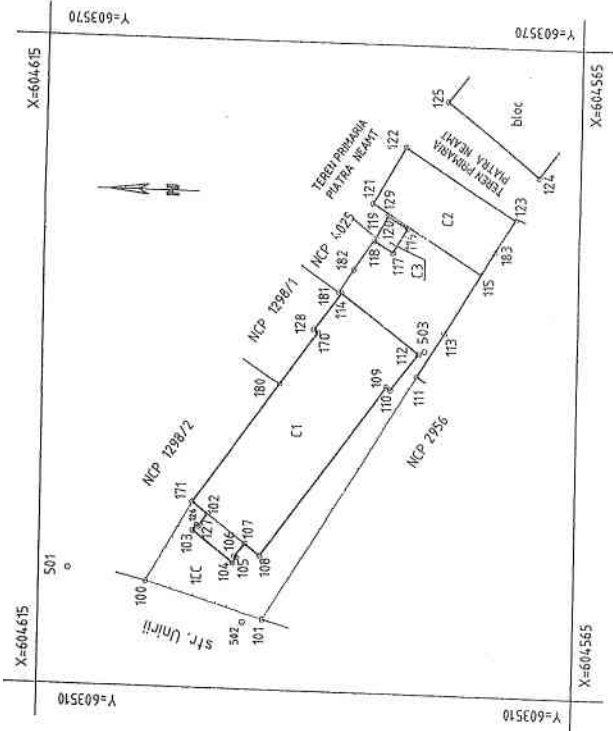 Y=603570
Y=603570
X=604615
X=604565
125
bloc
124
TEREN PRIMARIA
PIATRA NEAMT
TEREN PRIMARIA
PIATRA NEAMT
122
121
129
119
120
118
117
C3
C2
123
183
115
NCP 4025
182
181
114
NCP 1298/1
128
170
180
112
503
113
111
109
110
C1
NCP 2956
NCP 1298/2
171
102
103
127
106
107
104
105
108
1CC
501
100
str. Unirii
502
101
X=604615
X=604565
Y=603510
Y=603510